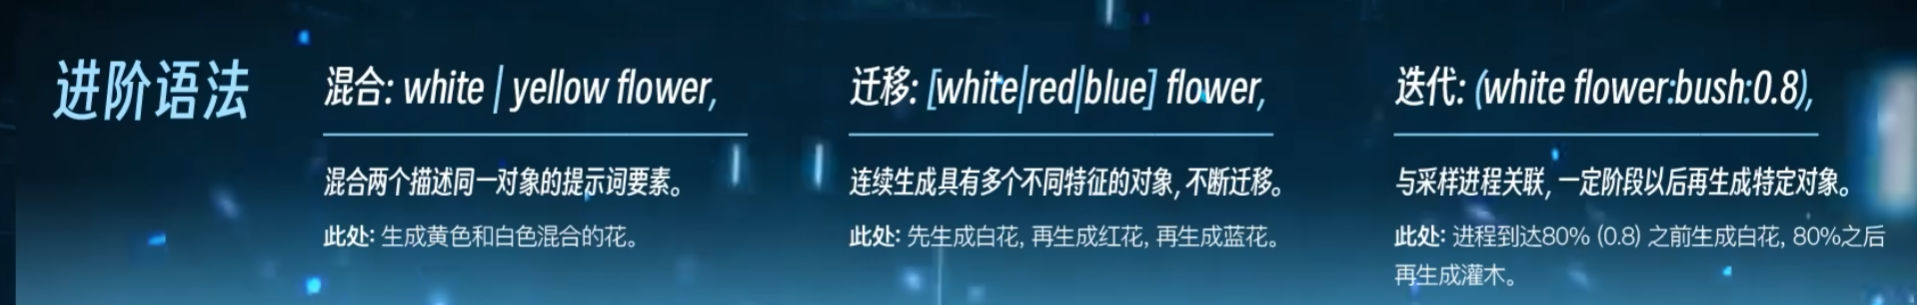 进阶语法
混合: white | yellow flower,
混合两个描述同一对象的提示词要素。
此处: 生成黄色和白色混合的花。
迁移: [white|red|blue] flower,
连续生成具有多个不同特征的对象, 不断迁移。
此处: 先生成白花, 再生成红花, 再生成蓝花。
迭代: (white flower:bush:0.8),
与采样进程关联, 一定阶段以后再生成特定对象。
此处: 进程到达80% (0.8) 之前生成白花, 80%之后
再生成灌木。